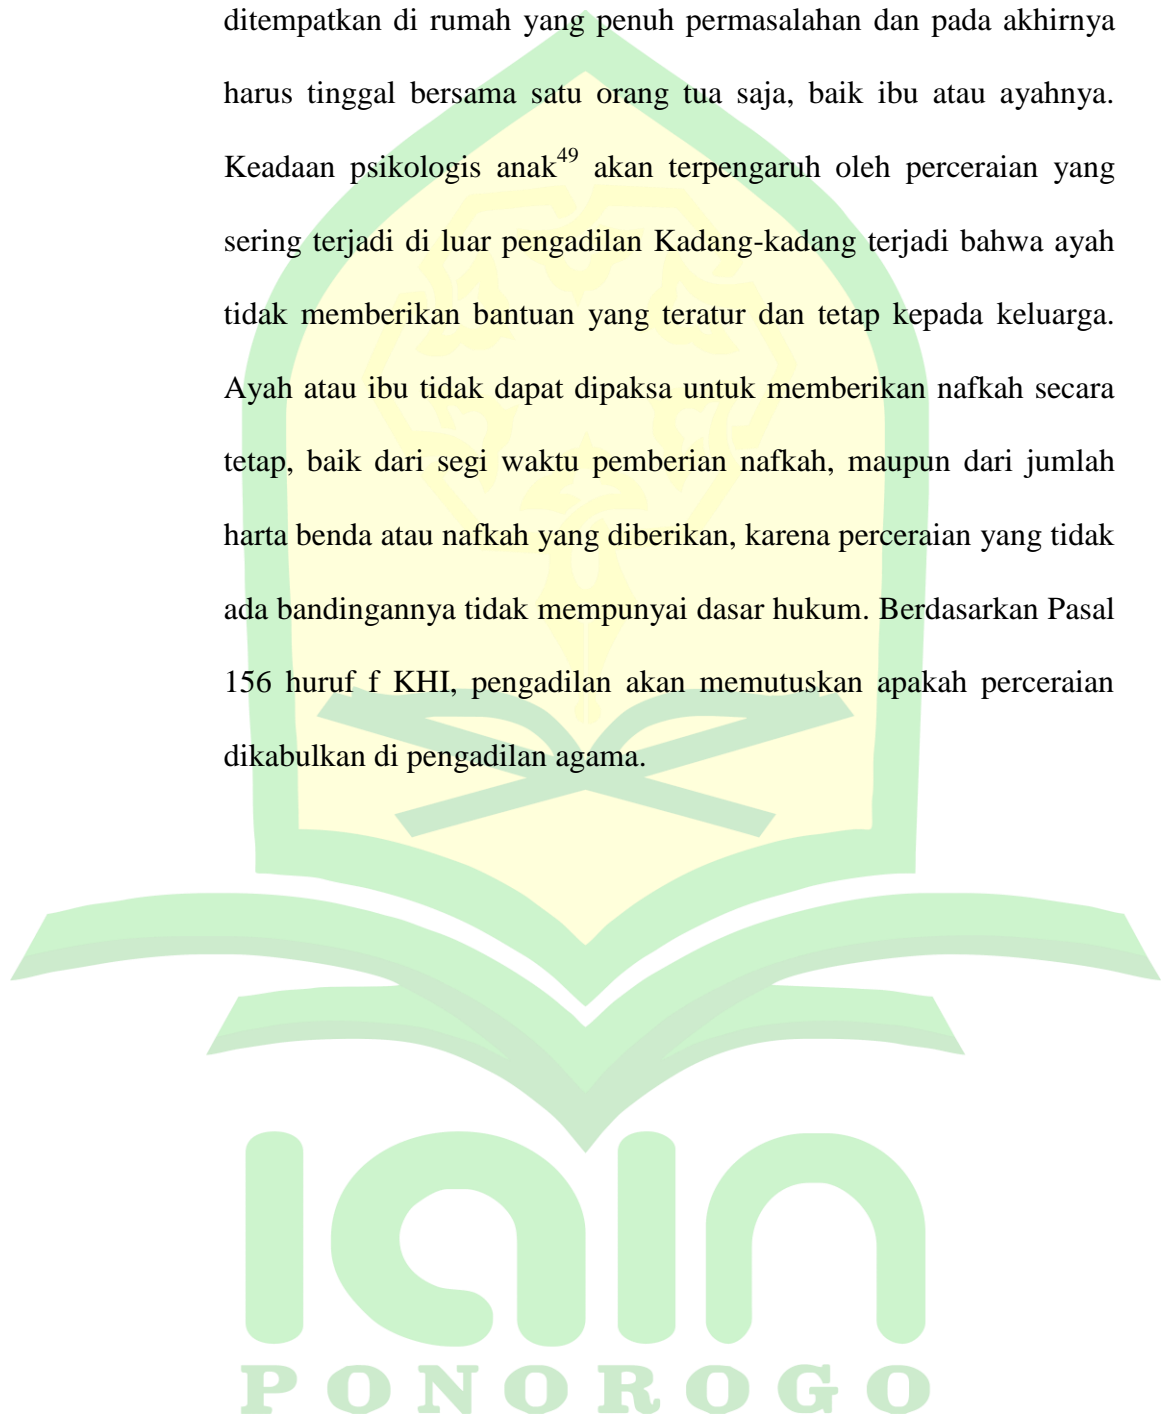 ditempatkan di rumah yang penuh permasalahan dan pada akhirnya
harus tinggal bersama satu orang tua saja, baik ibu atau ayahnya.
Keadaan psikologis anak49 akan terpengaruh oleh perceraian yang
sering terjadi di luar pengadilan Kadang-kadang terjadi bahwa ayah
tidak memberikan bantuan yang teratur dan tetap kepada keluarga.
Ayah atau ibu tidak dapat dipaksa untuk memberikan nafkah secara
tetap, baik dari segi waktu pemberian nafkah, maupun dari jumlah
harta benda atau nafkah yang diberikan, karena perceraian yang tidak
ada bandingannya tidak mempunyai dasar hukum. Berdasarkan Pasal
156 huruf f KHI, pengadilan akan memutuskan apakah perceraian
dikabulkan di pengadilan agama.
iain
PONOROGO